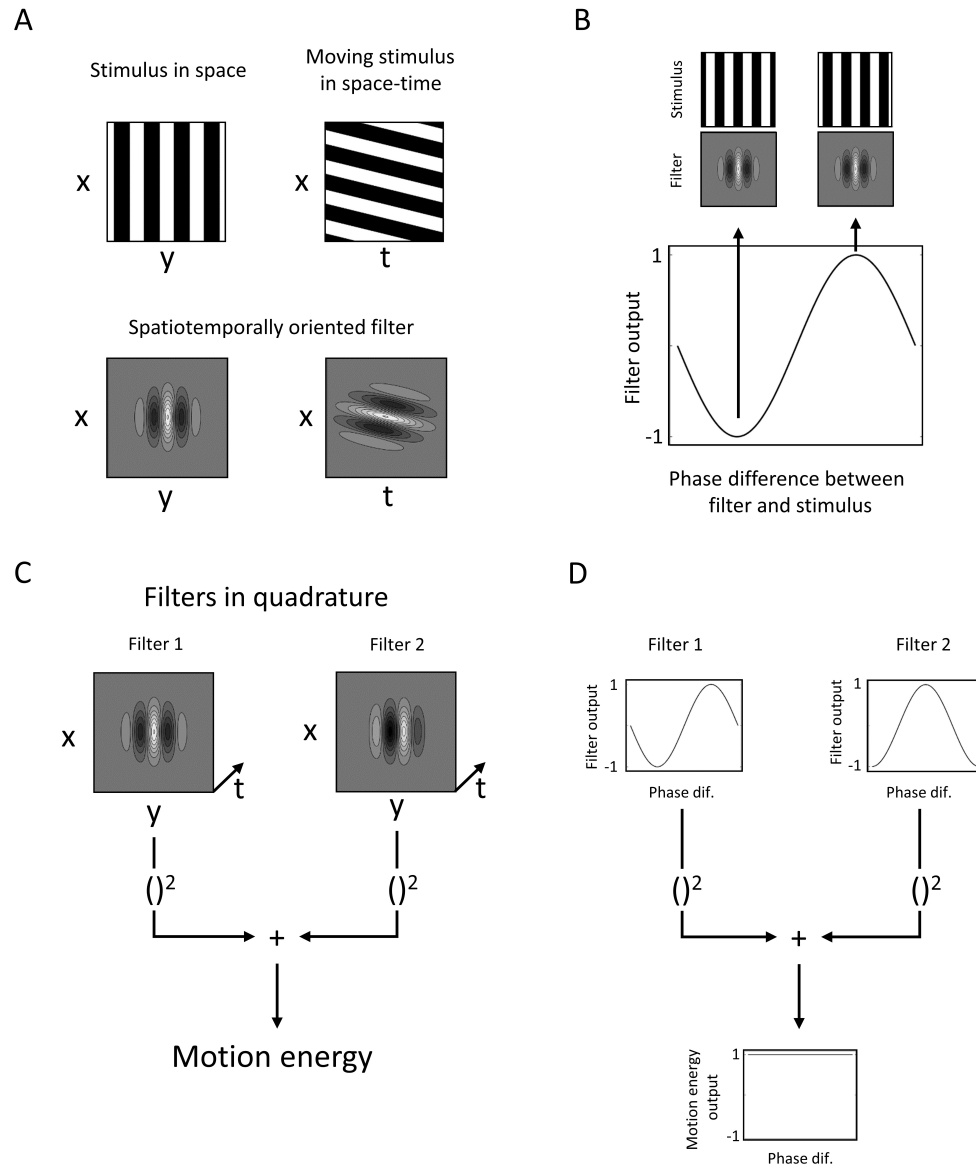 A
Stimulus in space
Moving stimulus
in space-time
x
y
x
t
Spatiotemporally oriented filter
x
y
x
t
B
Stimulus
Filter
1
-1
Filter output
Phase difference between
filter and stimulus
C
Filters in quadrature
Filter 1
Filter 2
x
t
y
x
t
y
()²
()²
+
Motion energy
D
Filter 1
Filter 2
Filter output
1
-1
Phase dif.
Filter output
1
-1
Phase dif.
()²
()²
+
Motion energy
output
1
-1
Phase dif.